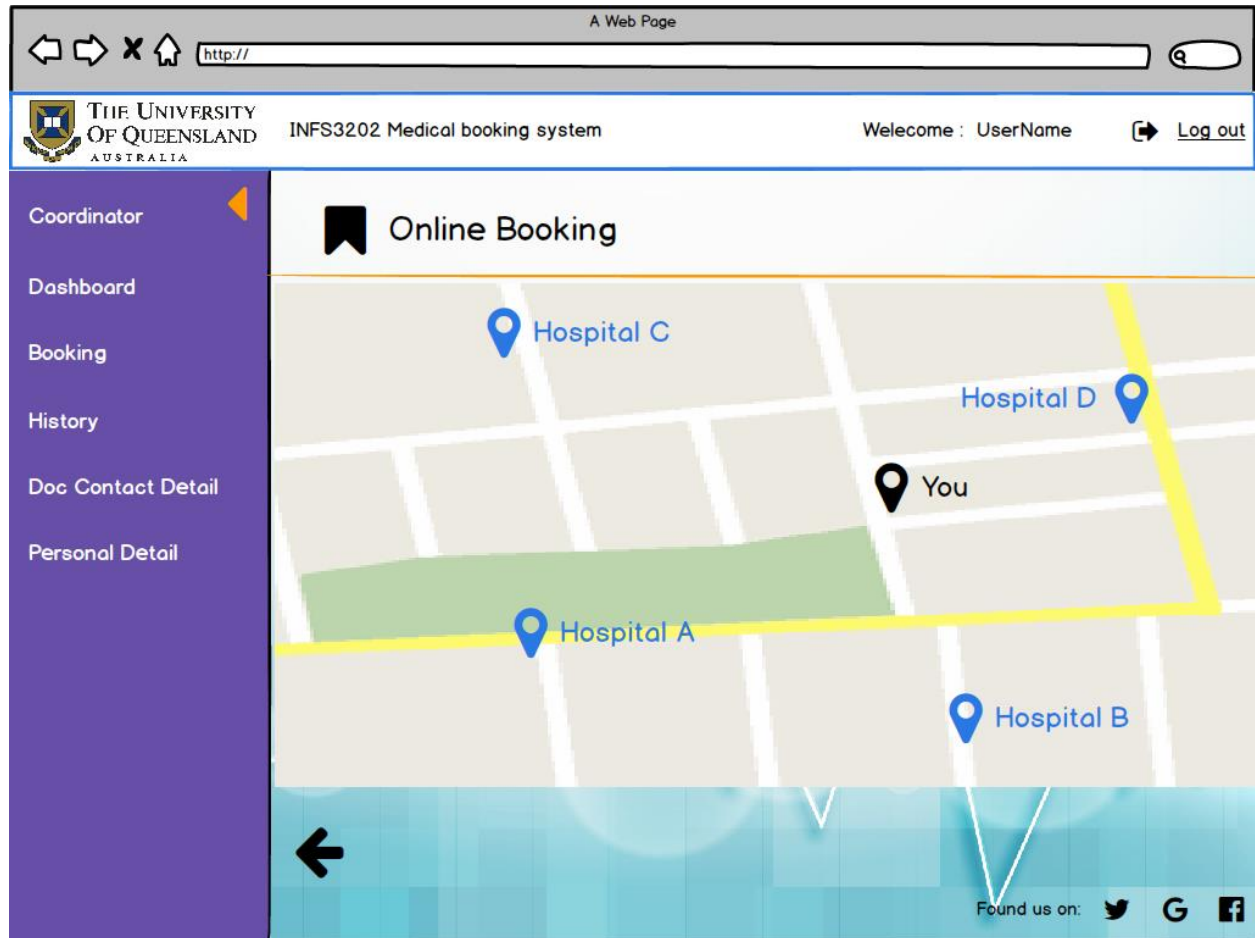 A Web Page
http://
THE UNIVERSITY
OF QUEENSLAND
AUSTRALIA
INFS3202 Medical booking system
Welecome : UserName
Log out
Coordinator
Online Booking
Dashboard
Booking
History
Doc Contact Detail
Personal Detail
Hospital C
Hospital D
You
Hospital A
Hospital B
Found us on: